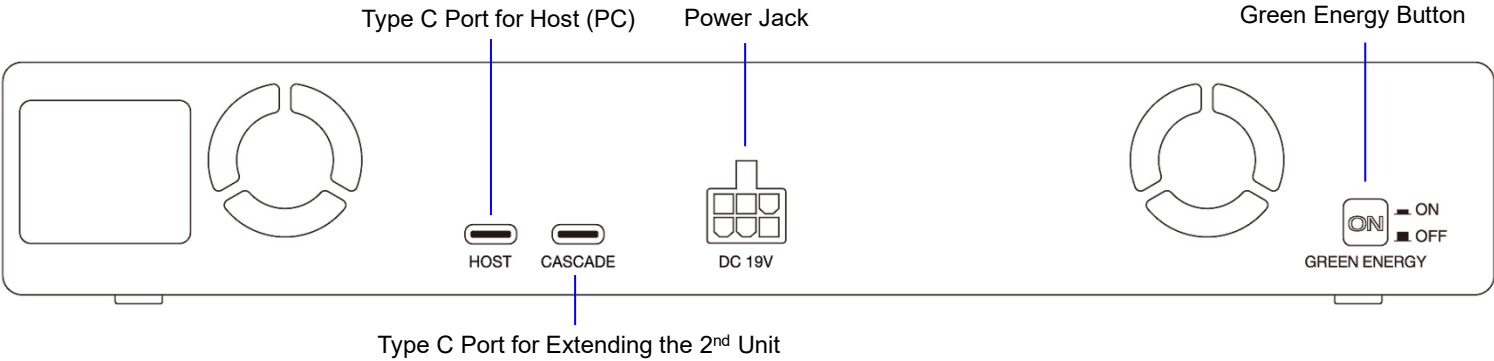 Type C Port for Host (PC)
Power Jack
Green Energy Button
ON
ON
OFF
HOST
CASCADE
DC 19V
GREEN ENERGY
Type C Port for Extending the 2nd Unit